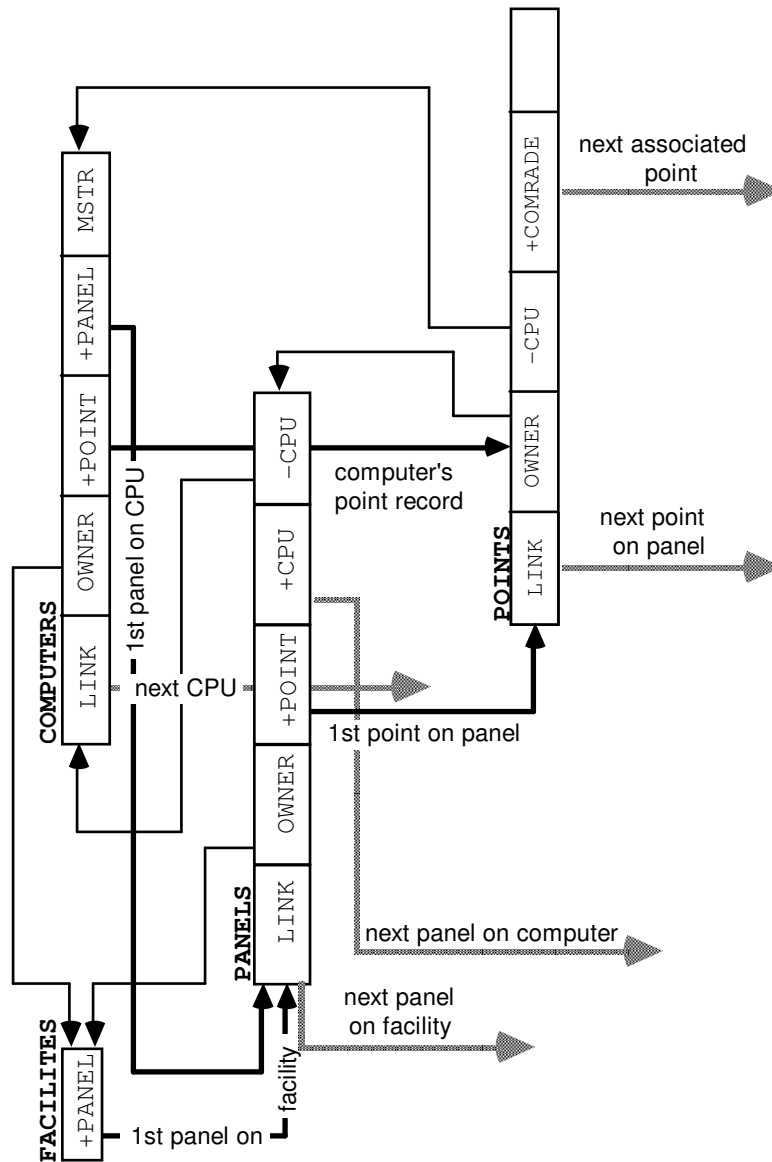 MSTR
+PANEL
+POINT
OWNER
LINK
COMPUTERS
1st panel on CPU
next CPU
-CPU
+CPU
+POINT
OWNER
LINK
PANELS
computer's
point record
1st point on panel
+COMRADE
-CPU
OWNER
LINK
POINTS
next associated
point
next point
on panel
next panel on computer
next panel
on facility
FACILITES
+PANEL
1st panel on
facility